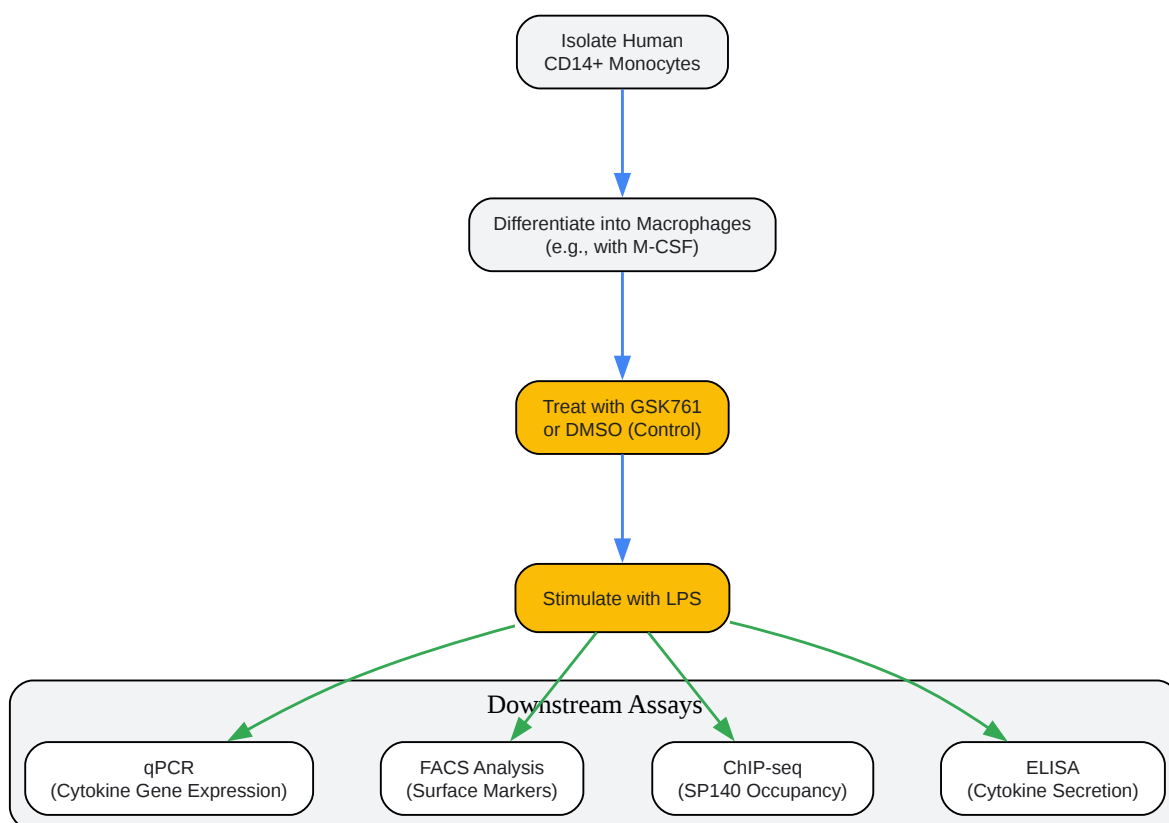 Isolate Human
CD14+ Monocytes
Differentiate into Macrophages
(e.g., with M-CSF)
Treat with GSK761
or DMSO (Control)
Stimulate with LPS
Downstream Assays
qPCR
(Cytokine Gene Expression)
FACS Analysis
(Surface Markers)
ChIP-seq
(SP140 Occupancy)
ELISA
(Cytokine Secretion)